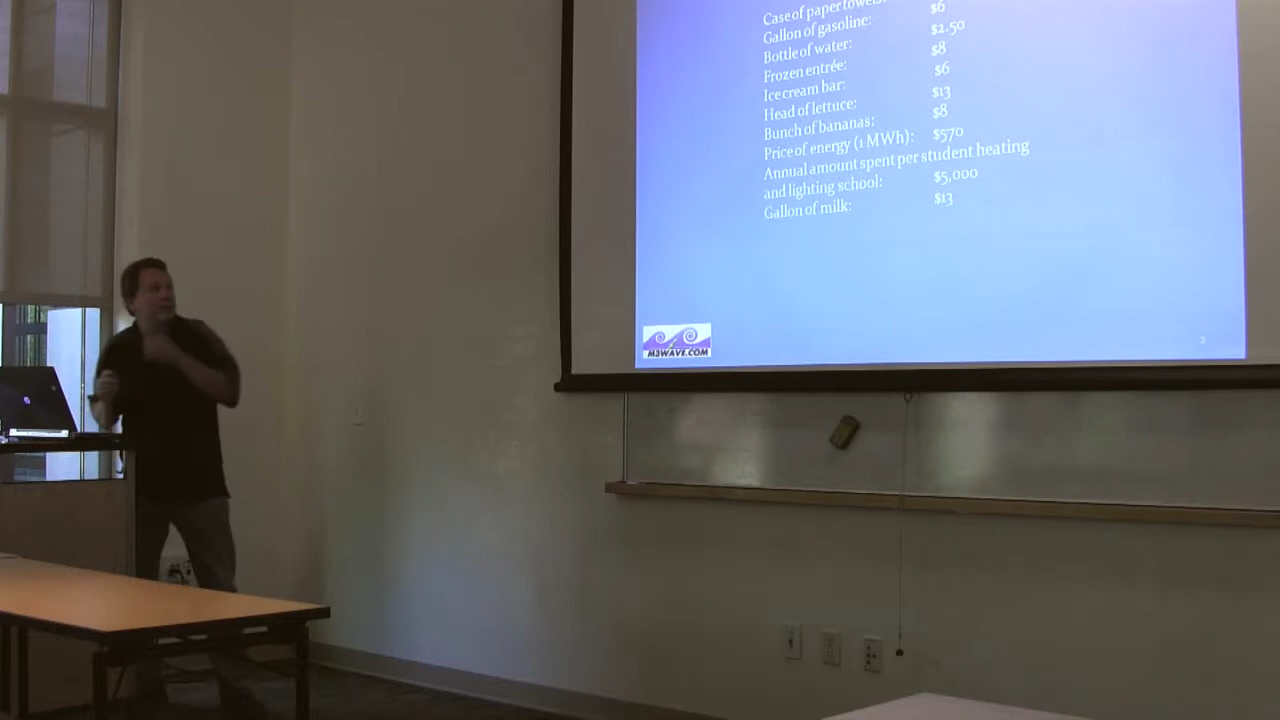 Case of paper towels:
Gallon of gasoline: $6
Bottle of water: $2.50
Frozen entrée: $8
Ice cream bar: $6
Head of lettuce: $13
Bunch of bananas: $8
Price of energy (1 MWh): $570
Annual amount spent per student heating
and lighting school: $5,000
Gallon of milk: $13
M3WAVE.COM
2